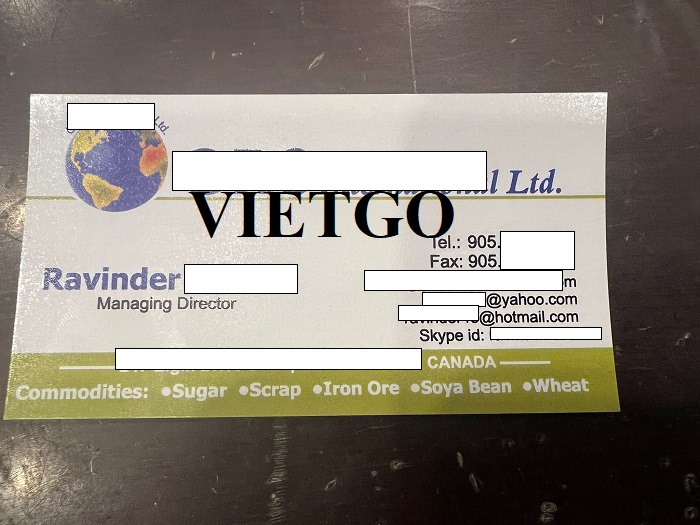 Ltd.
Ltd.
VIETGO
Tel.: 905.
Fax: 905.
Ravinder
Managing Director
@yahoo.com
@hotmail.com
Skype id:
CANADA
Commodities: •Sugar •Scrap •Iron Ore •Soya Bean •Wheat